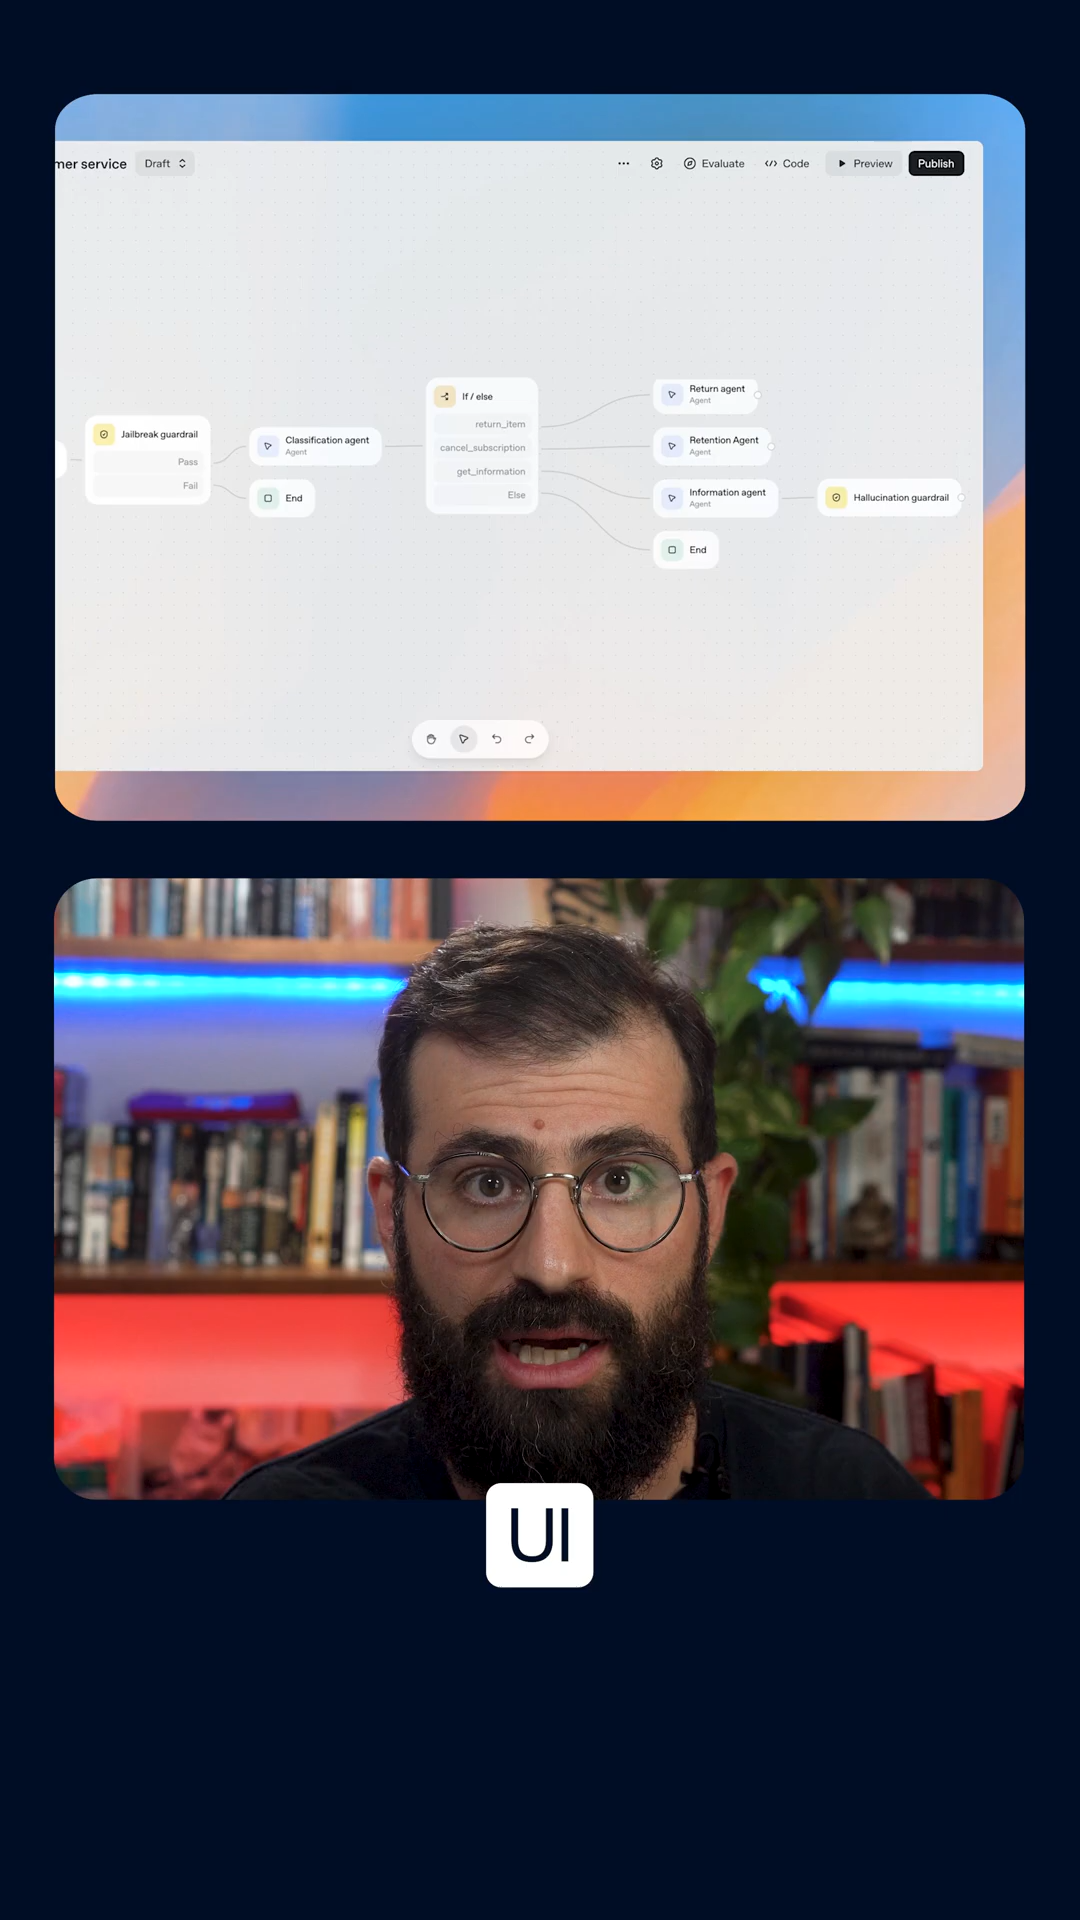 mer service
Draft
Evaluate
Code
Preview
Publish
Jailbreak guardrail
Pass
Fail
Classification agent
Agent
End
If / else
return_item
cancel_subscription
get_information
Else
Return agent
Agent
Retention Agent
Agent
Information agent
Agent
End
Hallucination guardrail
UI